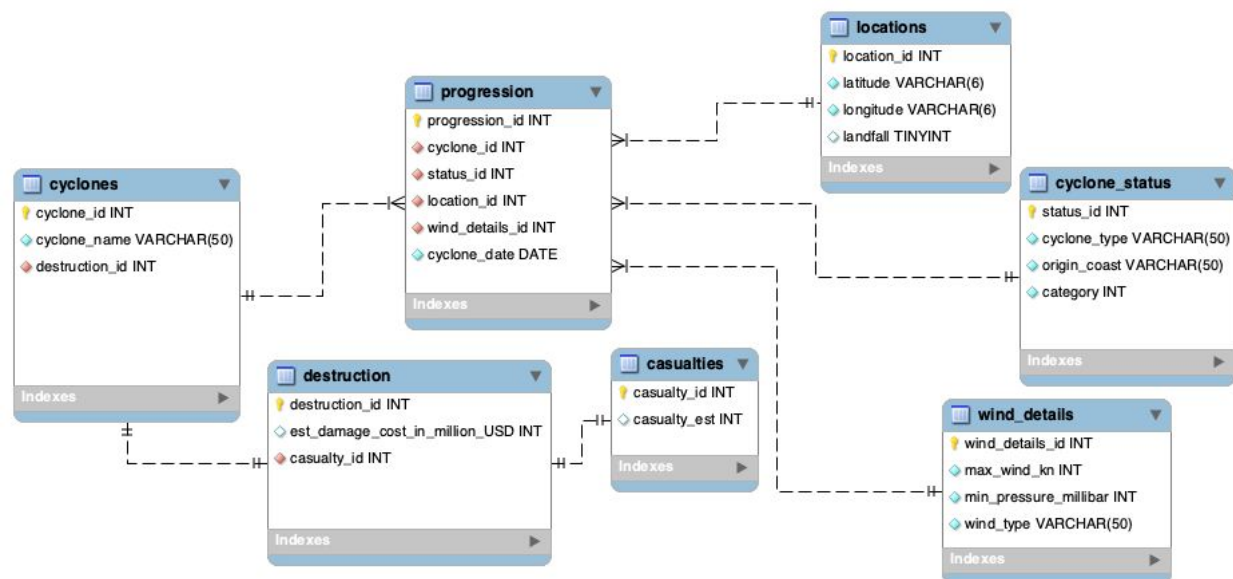 locations
location_id INT
latitude VARCHAR(6)
longitude VARCHAR(6)
landfall TINYINT
Indexes
progression
progression_id INT
cyclone_id INT
status_id INT
location_id INT
wind_details_id INT
cyclone_date DATE
Indexes
cyclones
cyclone_id INT
cyclone_name VARCHAR(50)
destruction_id INT
Indexes
cyclone_status
status_id INT
cyclone_type VARCHAR(50)
origin_coast VARCHAR(50)
category INT
Indexes
destruction
destruction_id INT
est_damage_cost_in_million_USD INT
casualty_id INT
Indexes
casualties
casualty_id INT
casualty_est INT
Indexes
wind_details
wind_details_id INT
max_wind_kn INT
min_pressure_millibar INT
wind_type VARCHAR(50)
Indexes